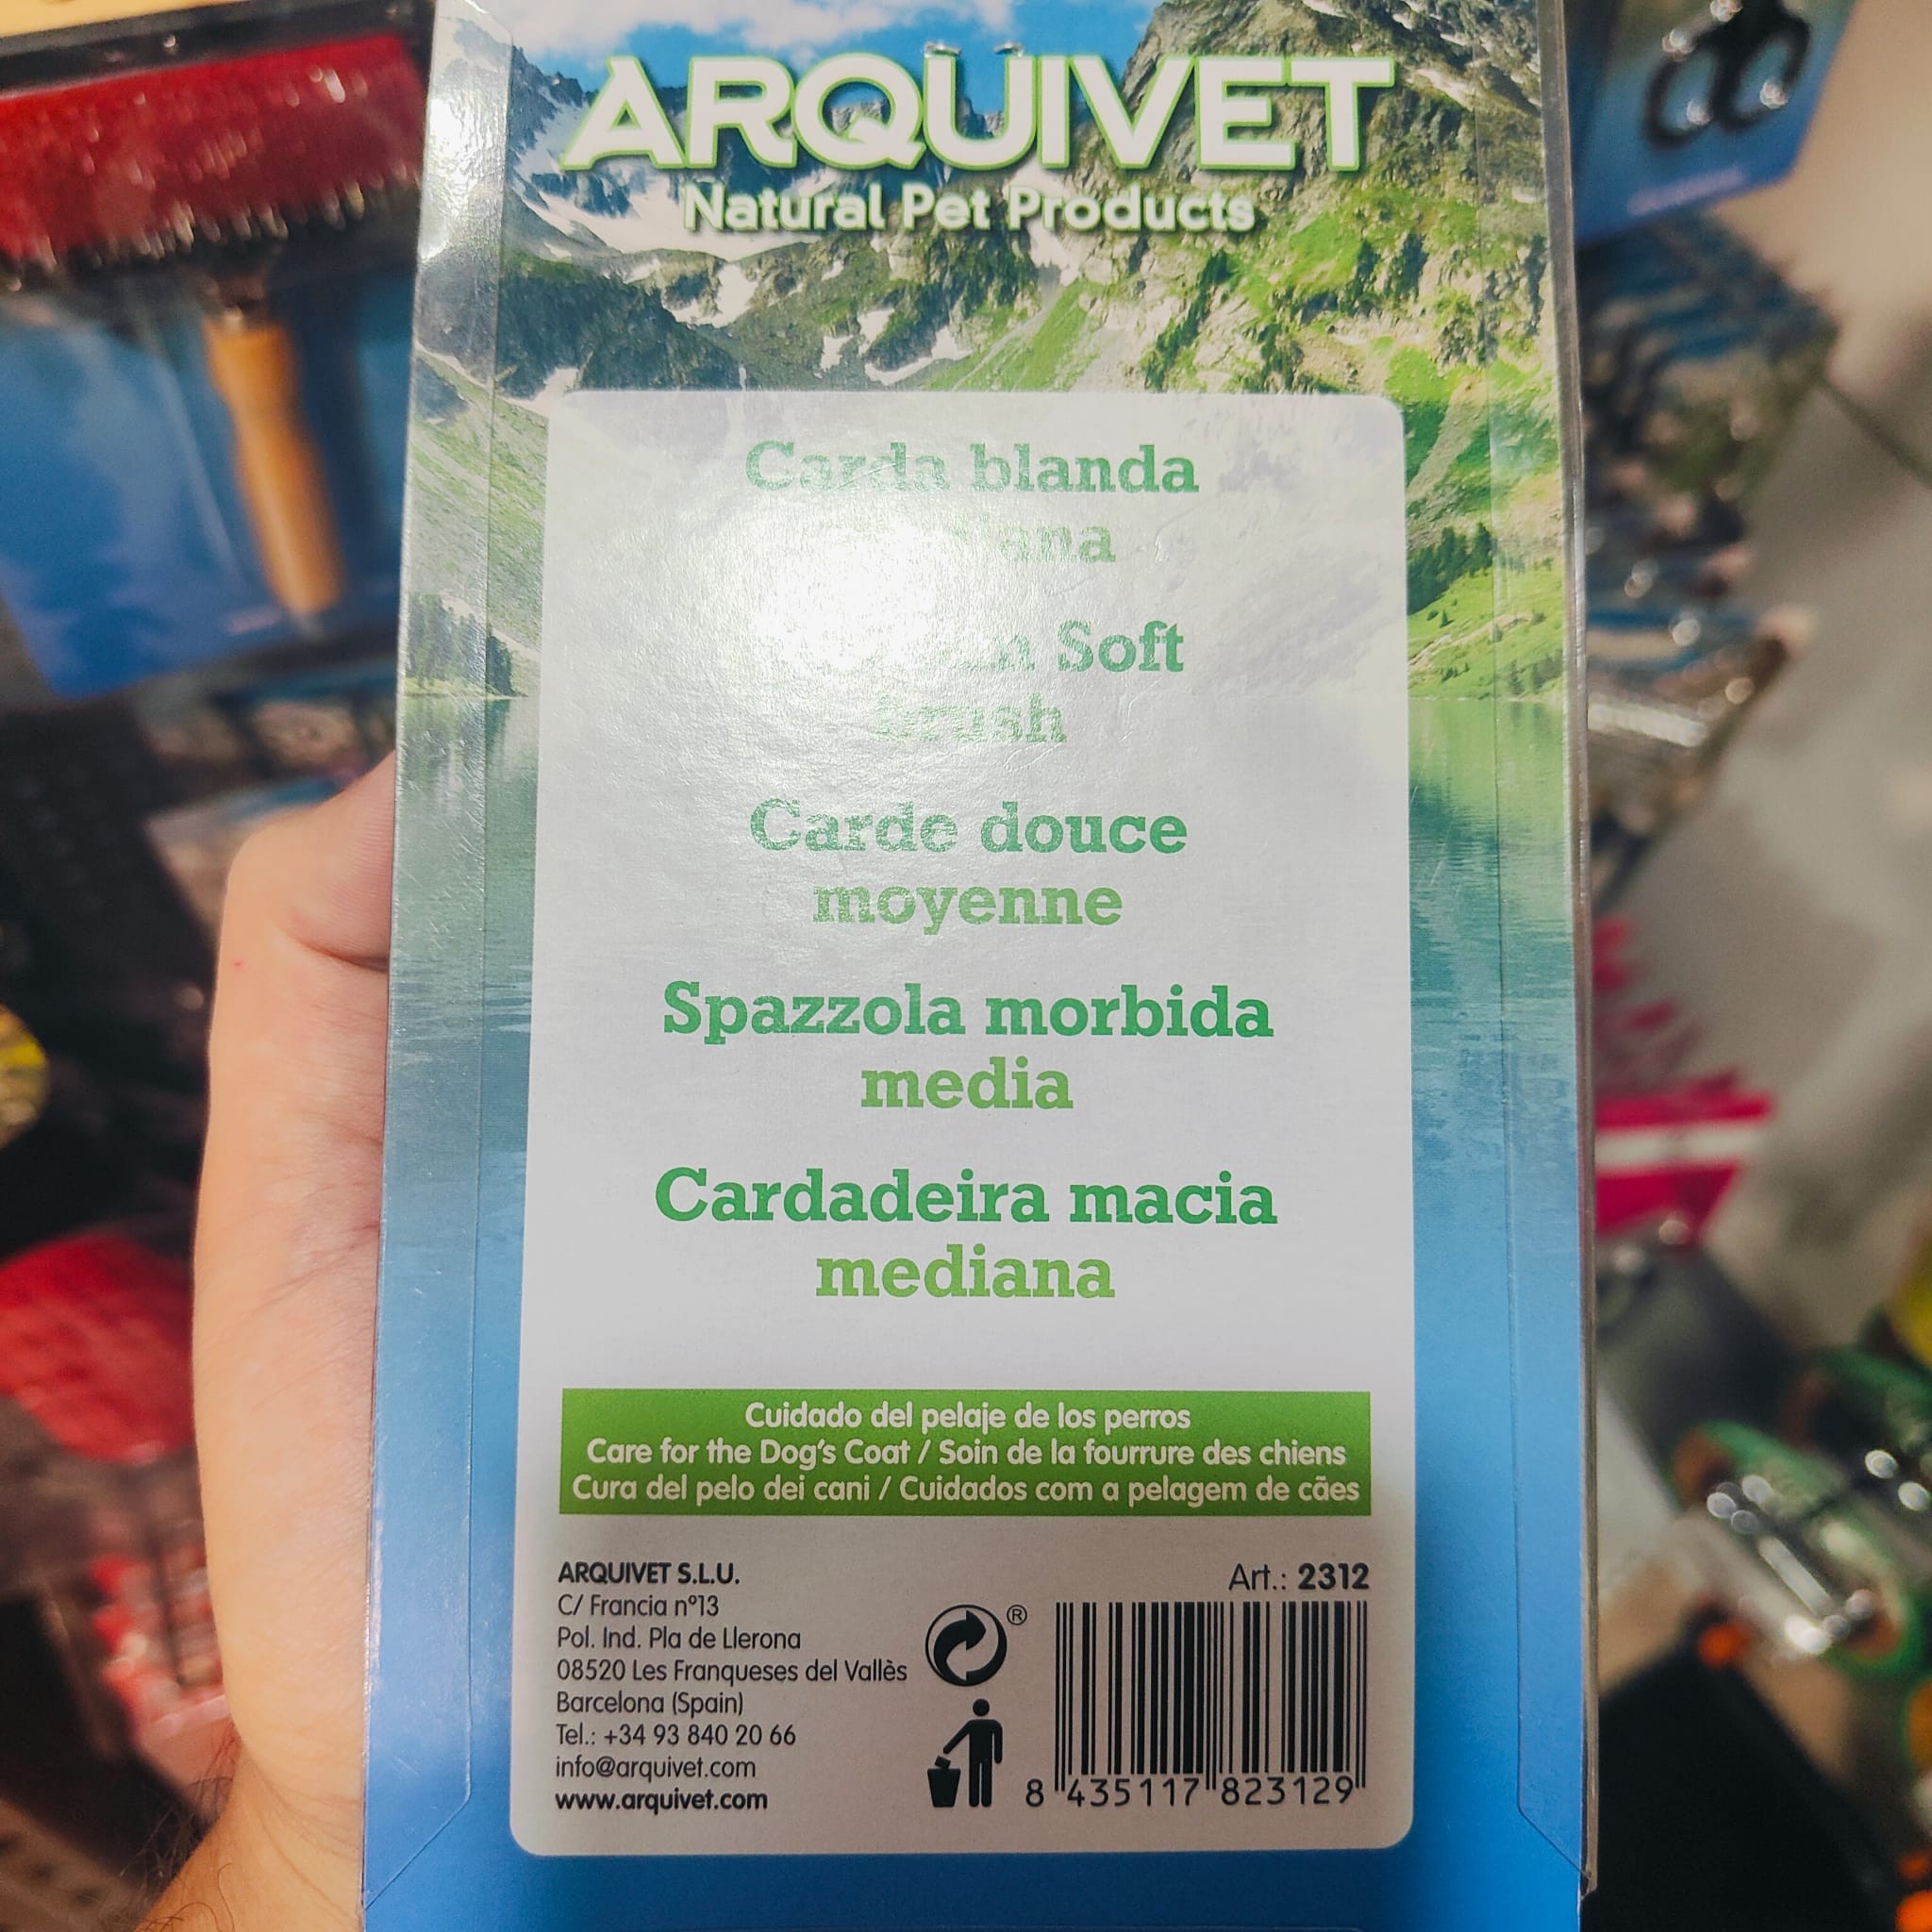 ARQUIVET
Natural Pet Products
Carda blanda
Soft
brush
Carde douce
moyenne
Spazzola morbida
media
Cardadeira macia
mediana
Cuidado del pelaje de los perros
Care for the Dog's Coat / Soin de la fourrure des chiens
Cura del pelo dei cani / Cuidados com a pelagem de cães
ARQUIVET S.L.U.
C/ Francia nº13
Pol. Ind. Pla de Llerona
08520 Les Franqueses del Vallès
Barcelona (Spain)
Tel.: +34 93 840 20 66
info@arquivet.com
www.arquivet.com
®
Art.: 2312
8 435117 823129